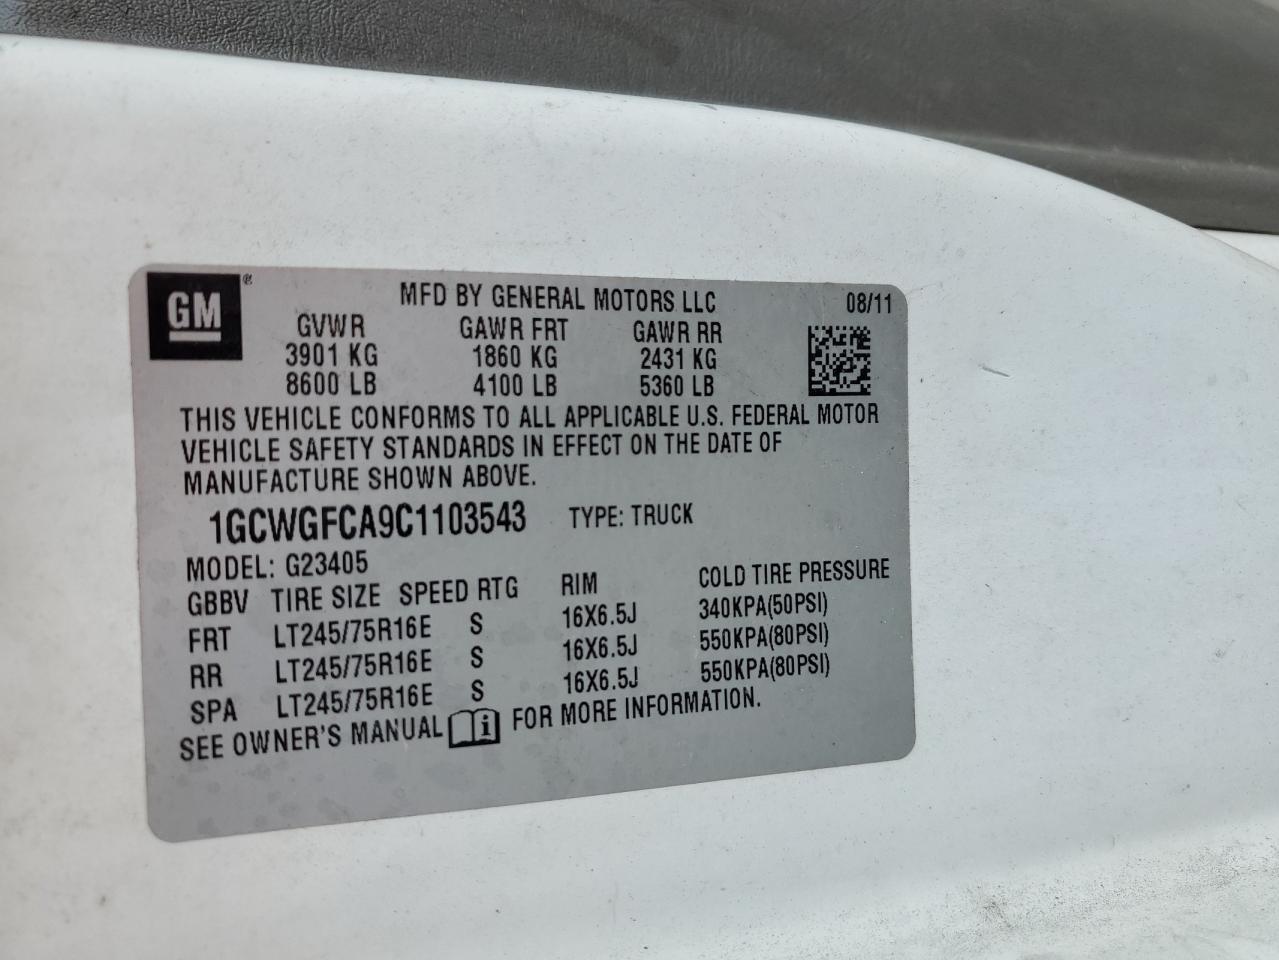 GM ®
MFD BY GENERAL MOTORS LLC 08/11
GVWR GAWR FRT GAWR RR
3901 KG 1860 KG 2431 KG
8600 LB 4100 LB 5360 LB
THIS VEHICLE CONFORMS TO ALL APPLICABLE U.S. FEDERAL MOTOR
VEHICLE SAFETY STANDARDS IN EFFECT ON THE DATE OF
MANUFACTURE SHOWN ABOVE.
1GCWGFCA9C1103543 TYPE: TRUCK
MODEL: G23405
GBBV TIRE SIZE SPEED RTG RIM COLD TIRE PRESSURE
FRT LT245/75R16E S 16X6.5J 340KPA(50PSI)
RR LT245/75R16E S 16X6.5J 550KPA(80PSI)
SPA LT245/75R16E S 16X6.5J 550KPA(80PSI)
SEE OWNER'S MANUAL i FOR MORE INFORMATION.